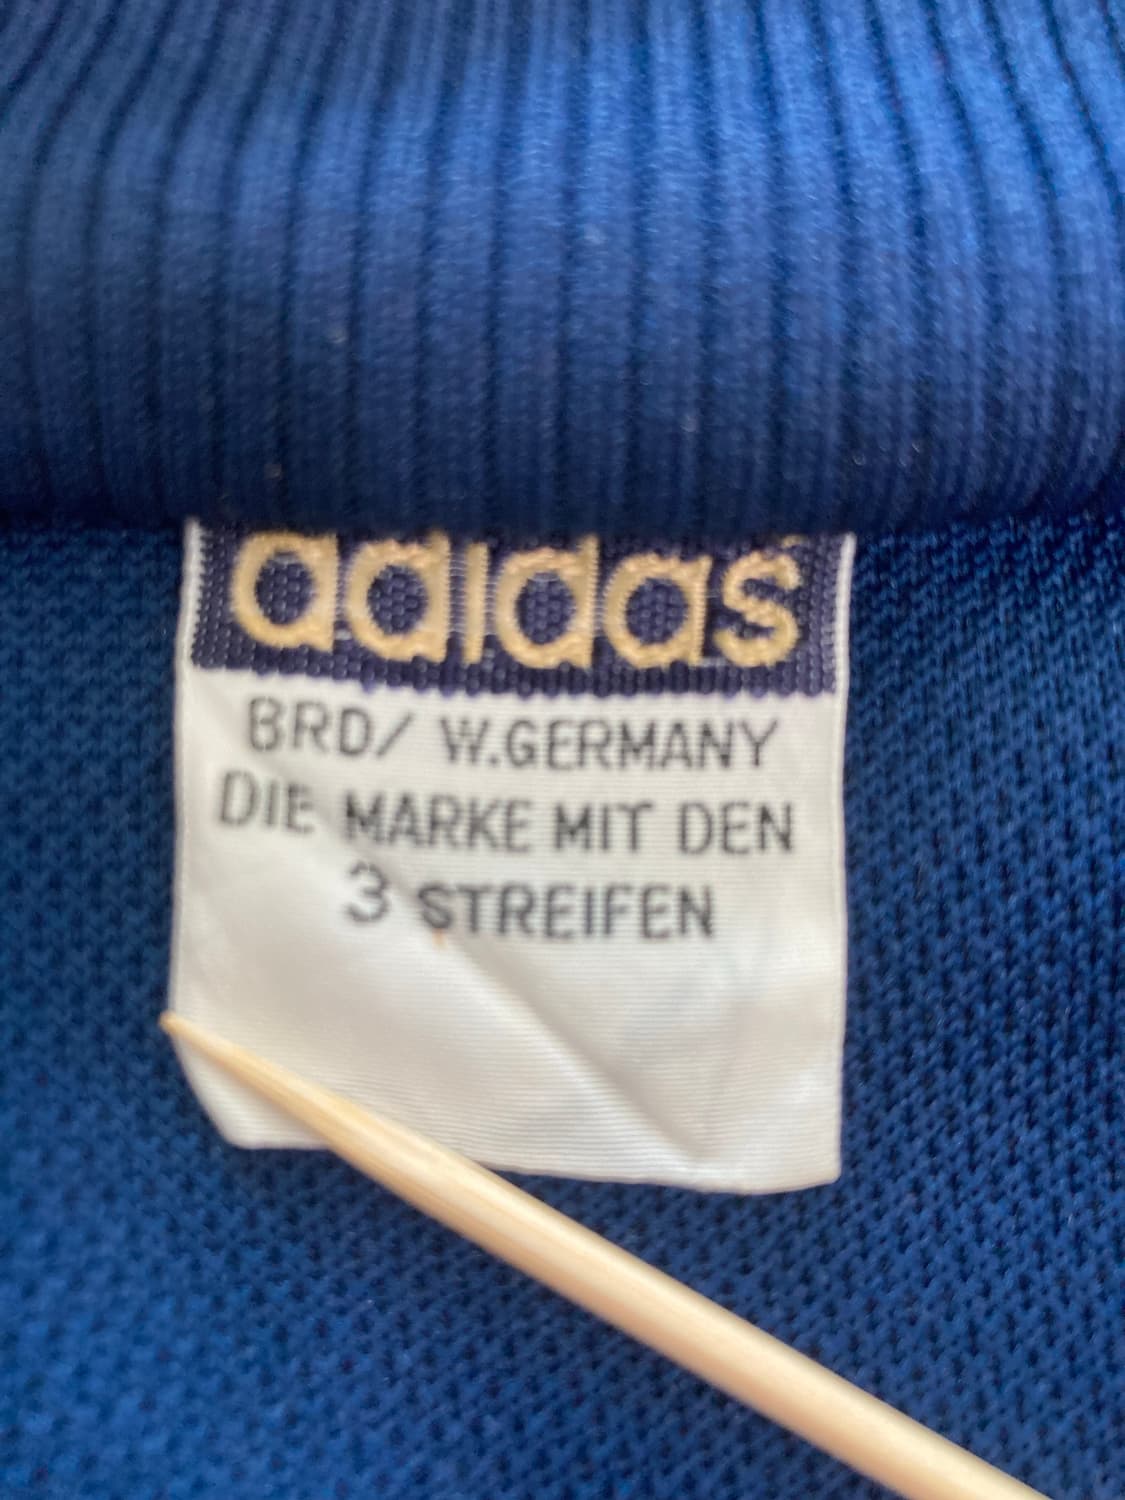 adidas
BRD/ W.GERMANY
DIE MARKE MIT DEN
3 STREIFEN